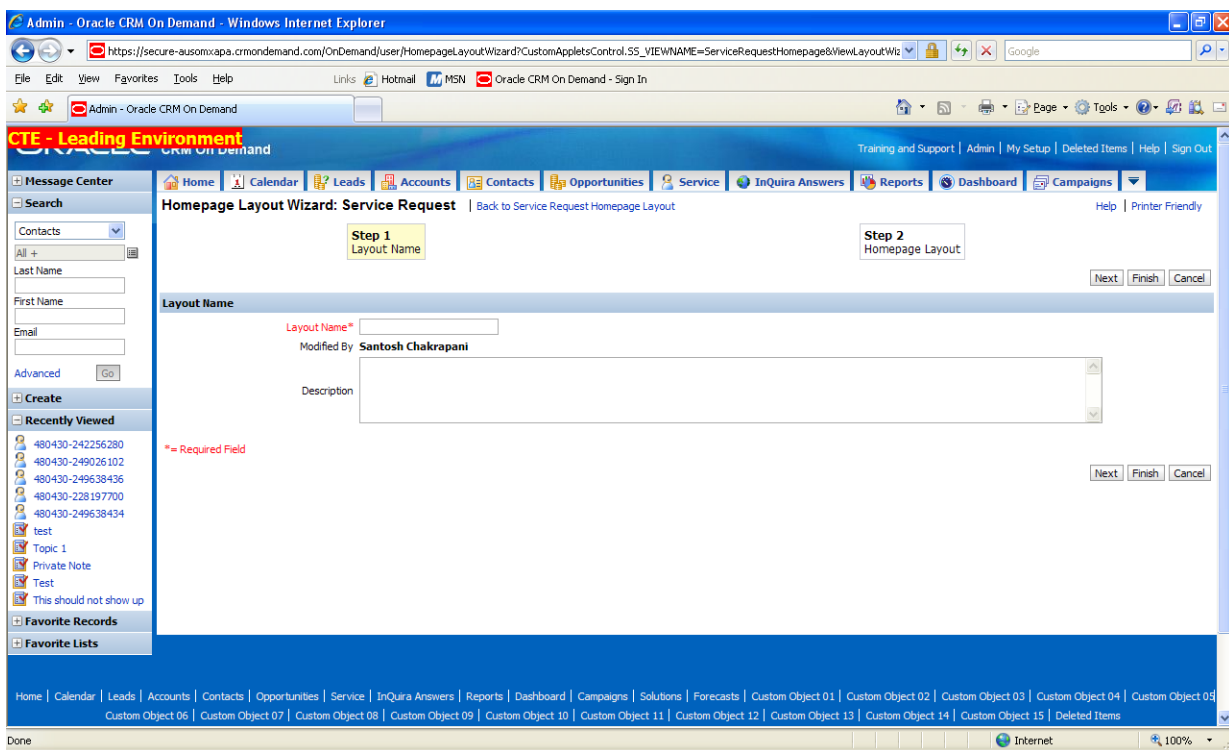 Admin - Oracle CRM On Demand - Windows Internet Explorer
https://secure-ausomxapa.crmondemand.com/OnDemand/user/HomepageLayoutWizard?CustomAppletsControl.SS_VIEWNAME=ServiceRequestHomepage&ViewLayoutWiz
Google
File Edit View Favorites Tools Help
Links Hotmail MSN Oracle CRM On Demand - Sign In
Admin - Oracle CRM On Demand
Page Tools
CTE - Leading Environment
CRM On Demand
Training and Support | Admin | My Setup | Deleted Items | Help | Sign Out
Message Center
Home Calendar Leads Accounts Contacts Opportunities Service InQuira Answers Reports Dashboard Campaigns
Search
Homepage Layout Wizard: Service Request | Back to Service Request Homepage Layout
Help | Printer Friendly
Contacts
All +
Last Name
First Name
Email
Advanced Go
Create
Recently Viewed
480430-242256280
480430-249026102
480430-249638436
480430-228197700
480430-249638434
test
Topic 1
Private Note
Test
This should not show up
Favorite Records
Favorite Lists
Step 1
Layout Name
Step 2
Homepage Layout
Next Finish Cancel
Layout Name
Layout Name*
Modified By Santosh Chakrapani
Description
*= Required Field
Next Finish Cancel
Home | Calendar | Leads | Accounts | Contacts | Opportunities | Service | InQuira Answers | Reports | Dashboard | Campaigns | Solutions | Forecasts | Custom Object 01 | Custom Object 02 | Custom Object 03 | Custom Object 04 | Custom Object 05
Custom Object 06 | Custom Object 07 | Custom Object 08 | Custom Object 09 | Custom Object 10 | Custom Object 11 | Custom Object 12 | Custom Object 13 | Custom Object 14 | Custom Object 15 | Deleted Items
Done
Internet
100%